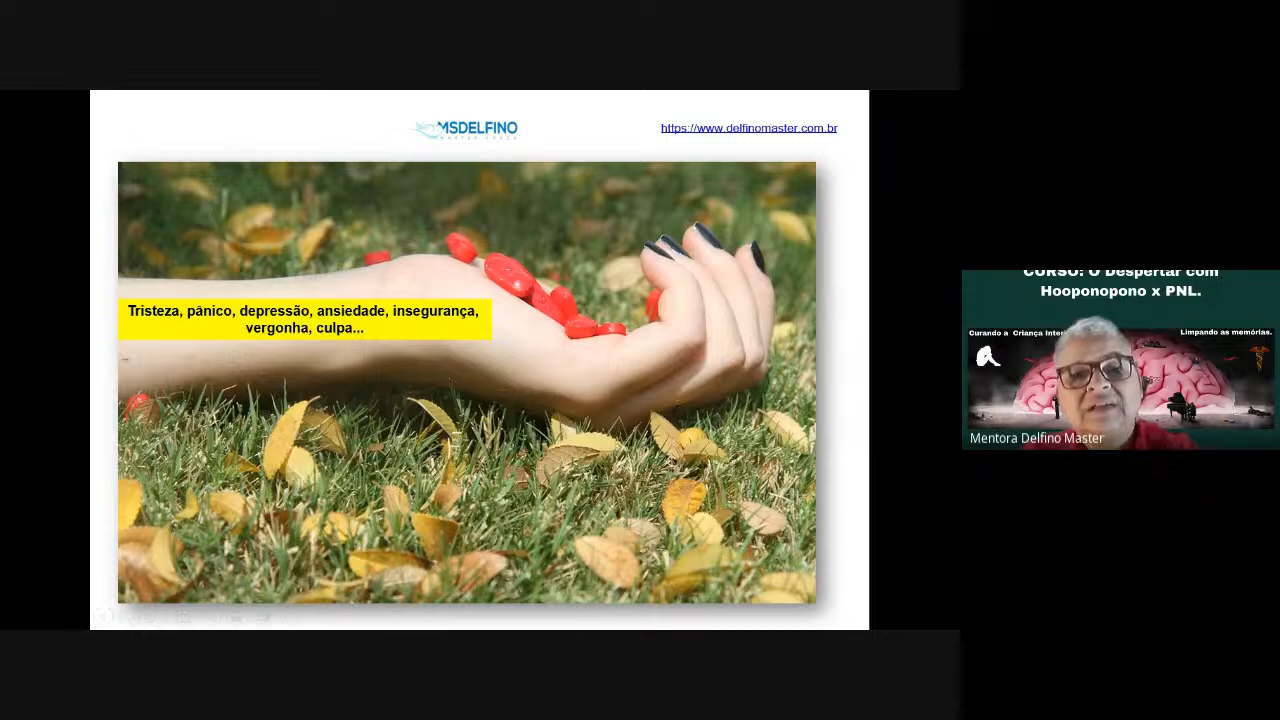 MSDELFINO
https://www.delfinomaster.com.br
Tristeza, pânico, depressão, ansiedade, insegurança,
vergonha, culpa...
CURSO: O Despertar com
Hooponopono x PNL.
Curando a Criança
Limpando as memórias.
Mentora Delfino Master